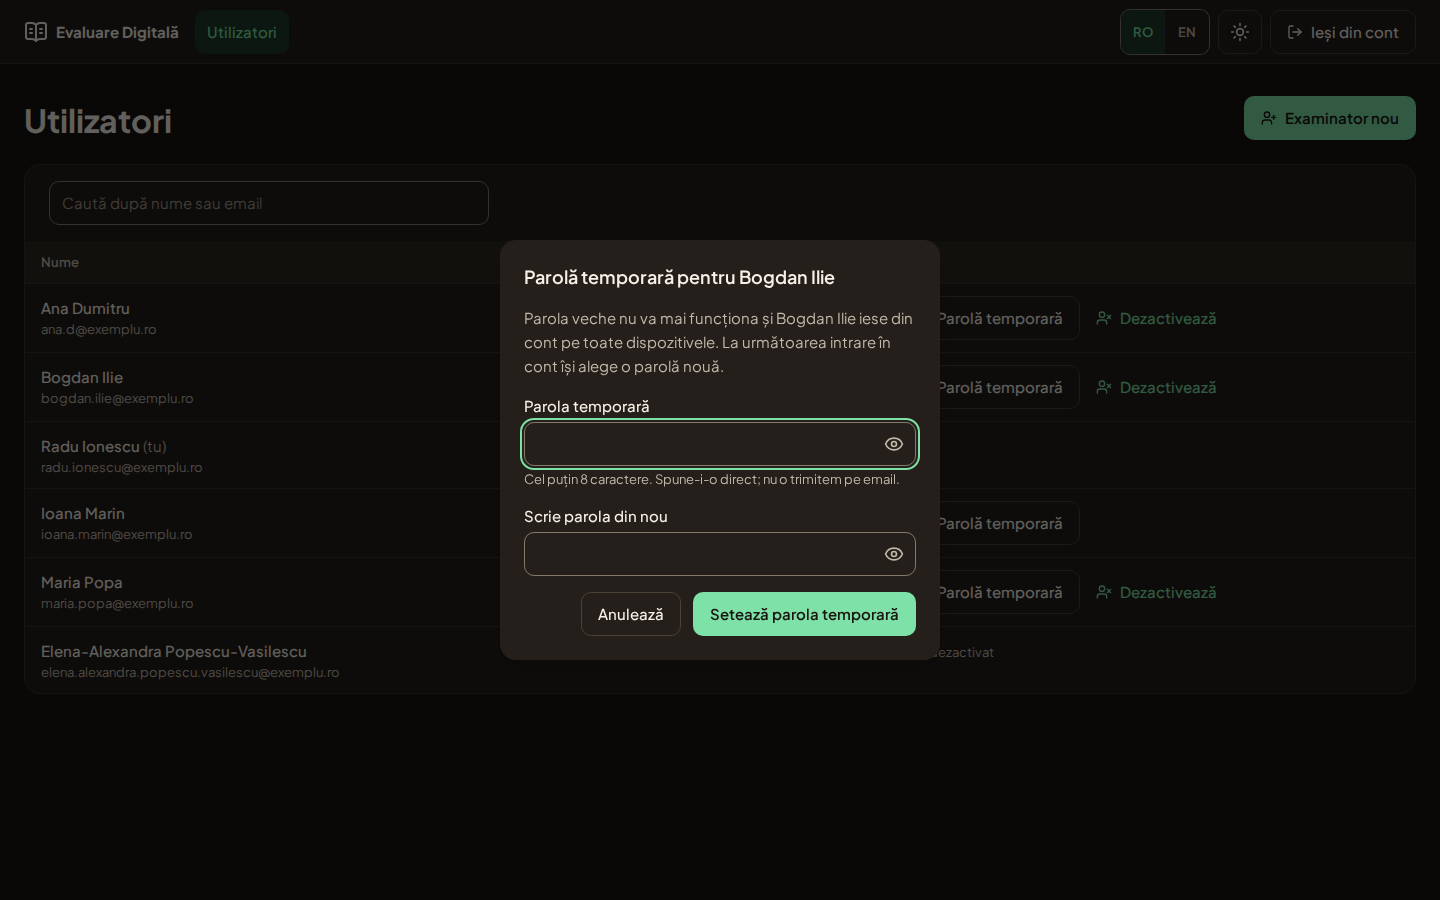 Evaluare Digitală
Utilizatori
RO
EN
Ieși din cont
Utilizatori
Examinator nou
Caută după nume sau email
Nume
Ana Dumitru
ana.d@exemplu.ro
Parolă temporară
Dezactivează
Bogdan Ilie
bogdan.ilie@exemplu.ro
Parolă temporară
Dezactivează
Radu Ionescu (tu)
radu.ionescu@exemplu.ro
Ioana Marin
ioana.marin@exemplu.ro
Parolă temporară
Maria Popa
maria.popa@exemplu.ro
Parolă temporară
Dezactivează
Elena-Alexandra Popescu-Vasilescu
elena.alexandra.popescu.vasilescu@exemplu.ro
Parolă temporară pentru Bogdan Ilie
Parola veche nu va mai funcționa și Bogdan Ilie iese din
cont pe toate dispozitivele. La următoarea intrare în
cont își alege o parolă nouă.
Parola temporară
Cel puțin 8 caractere. Spune-i-o direct; nu o trimitem pe email.
Scrie parola din nou
Anulează
Setează parola temporară